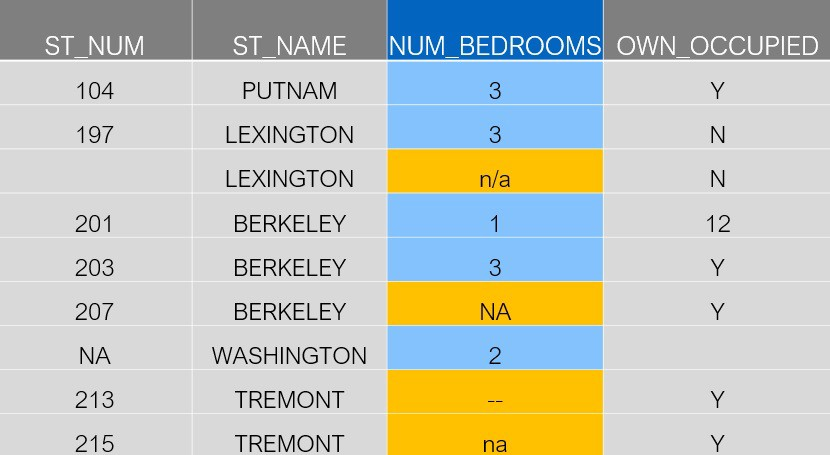 ST_NUM ST_NAME NUM_BEDROOMS OWN_OCCUPIED
104 PUTNAM 3 Y
197 LEXINGTON 3 N
LEXINGTON n/a N
201 BERKELEY 1 12
203 BERKELEY 3 Y
207 BERKELEY NA Y
NA WASHINGTON 2
213 TREMONT -- Y
215 TREMONT na Y